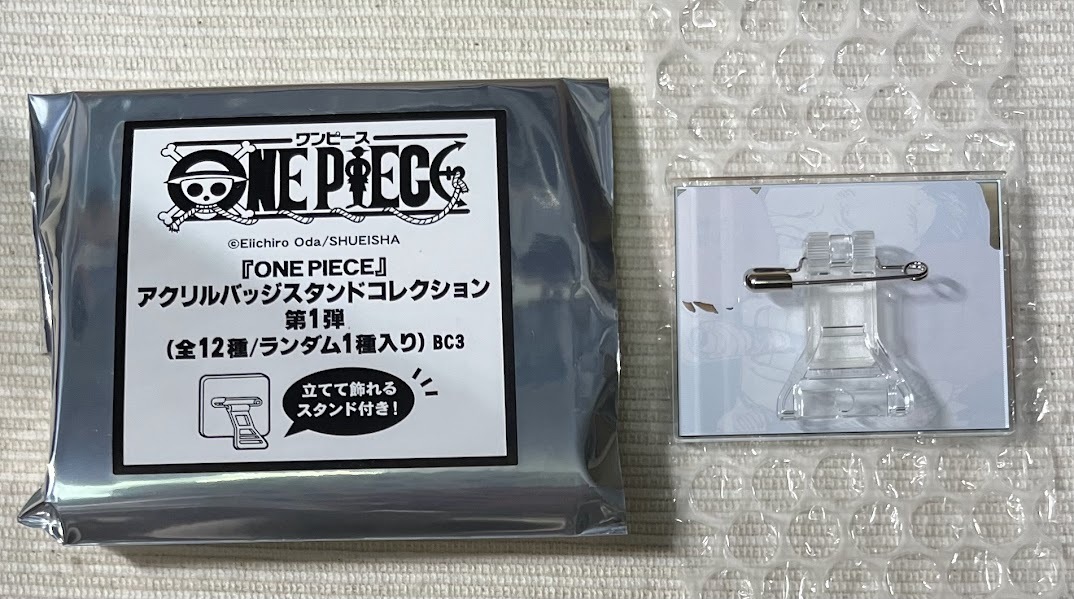 ワンピース
ONE PIECE
©Eiichiro Oda/SHUEISHA
『ONE PIECE』
アクリルバッジスタンドコレクション
第1弾
(全12種/ランダム1種入り) BC3
立てて飾れる
スタンド付き!